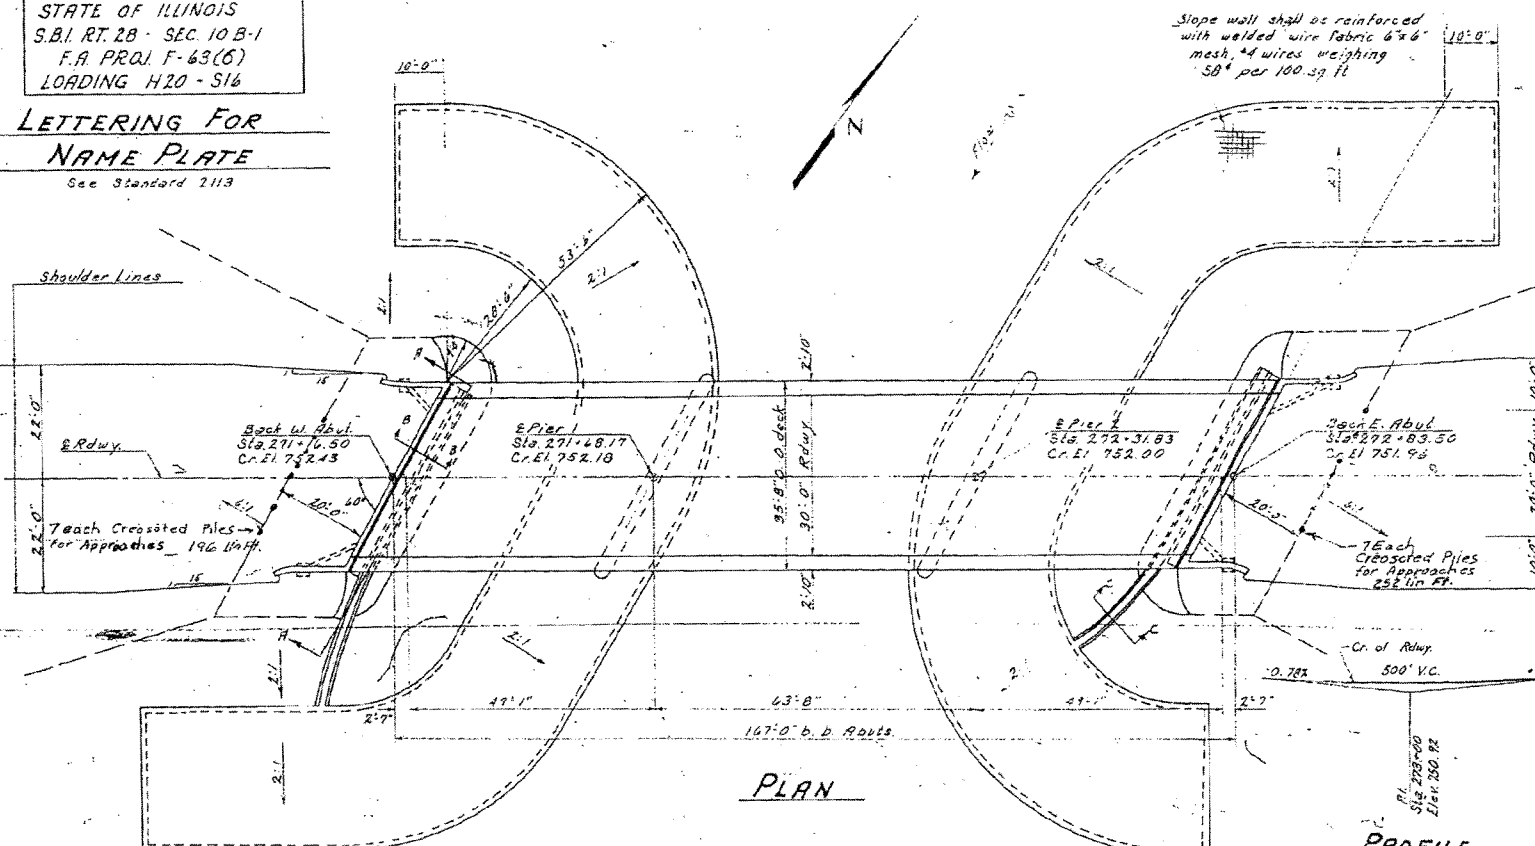 STATE OF ILLINOIS
S.B.I. RT. 28 - SEC. 10 B-1
F.A. PROJ. F-63(6)
LOADING H20 - S16
LETTERING FOR
NAME PLATE
See Standard 2113
Slope wall shall be reinforced
with welded wire fabric 6"x6"
mesh, #4 wires weighing
58# per 100 sq. ft
10'-0"
10'-0"
N
Shoulder Lines
53'-6"
28'-6"
2:1
2:1
2:1
2:1
2:1
A
15
B
B
22'-0"
22'-0"
℄ Rdwy.
Back W. Abut.
Sta. 271+16.50
Cr. El. 752.43
℄ Pier 1
Sta. 271+68.17
Cr. El. 752.18
2'-10"
35'-8" O. O. deck
30'-0" Rdwy.
2'-10"
℄ Pier 2
Sta. 272+31.83
Cr. El. 752.00
Back E. Abut.
Sta. 272+83.50
Cr. El. 751.96
20'-0"
60°
20'-0"
7 each Creosoted Piles
for Approaches 196 lin. Ft.
7 Each
Creosoted Piles
for Approaches
252 lin. Ft.
15
A
C
C
2:1
2:1
2:1
2:1
2'-7"
49'-1"
63'-8"
49'-1"
2'-7"
167'-0" b. b. Abuts.
Cr. of Rdwy.
-0.78%
500' V.C.
P.I.
Sta. 273+00
Elev. 750.92
PLAN
PROFILE